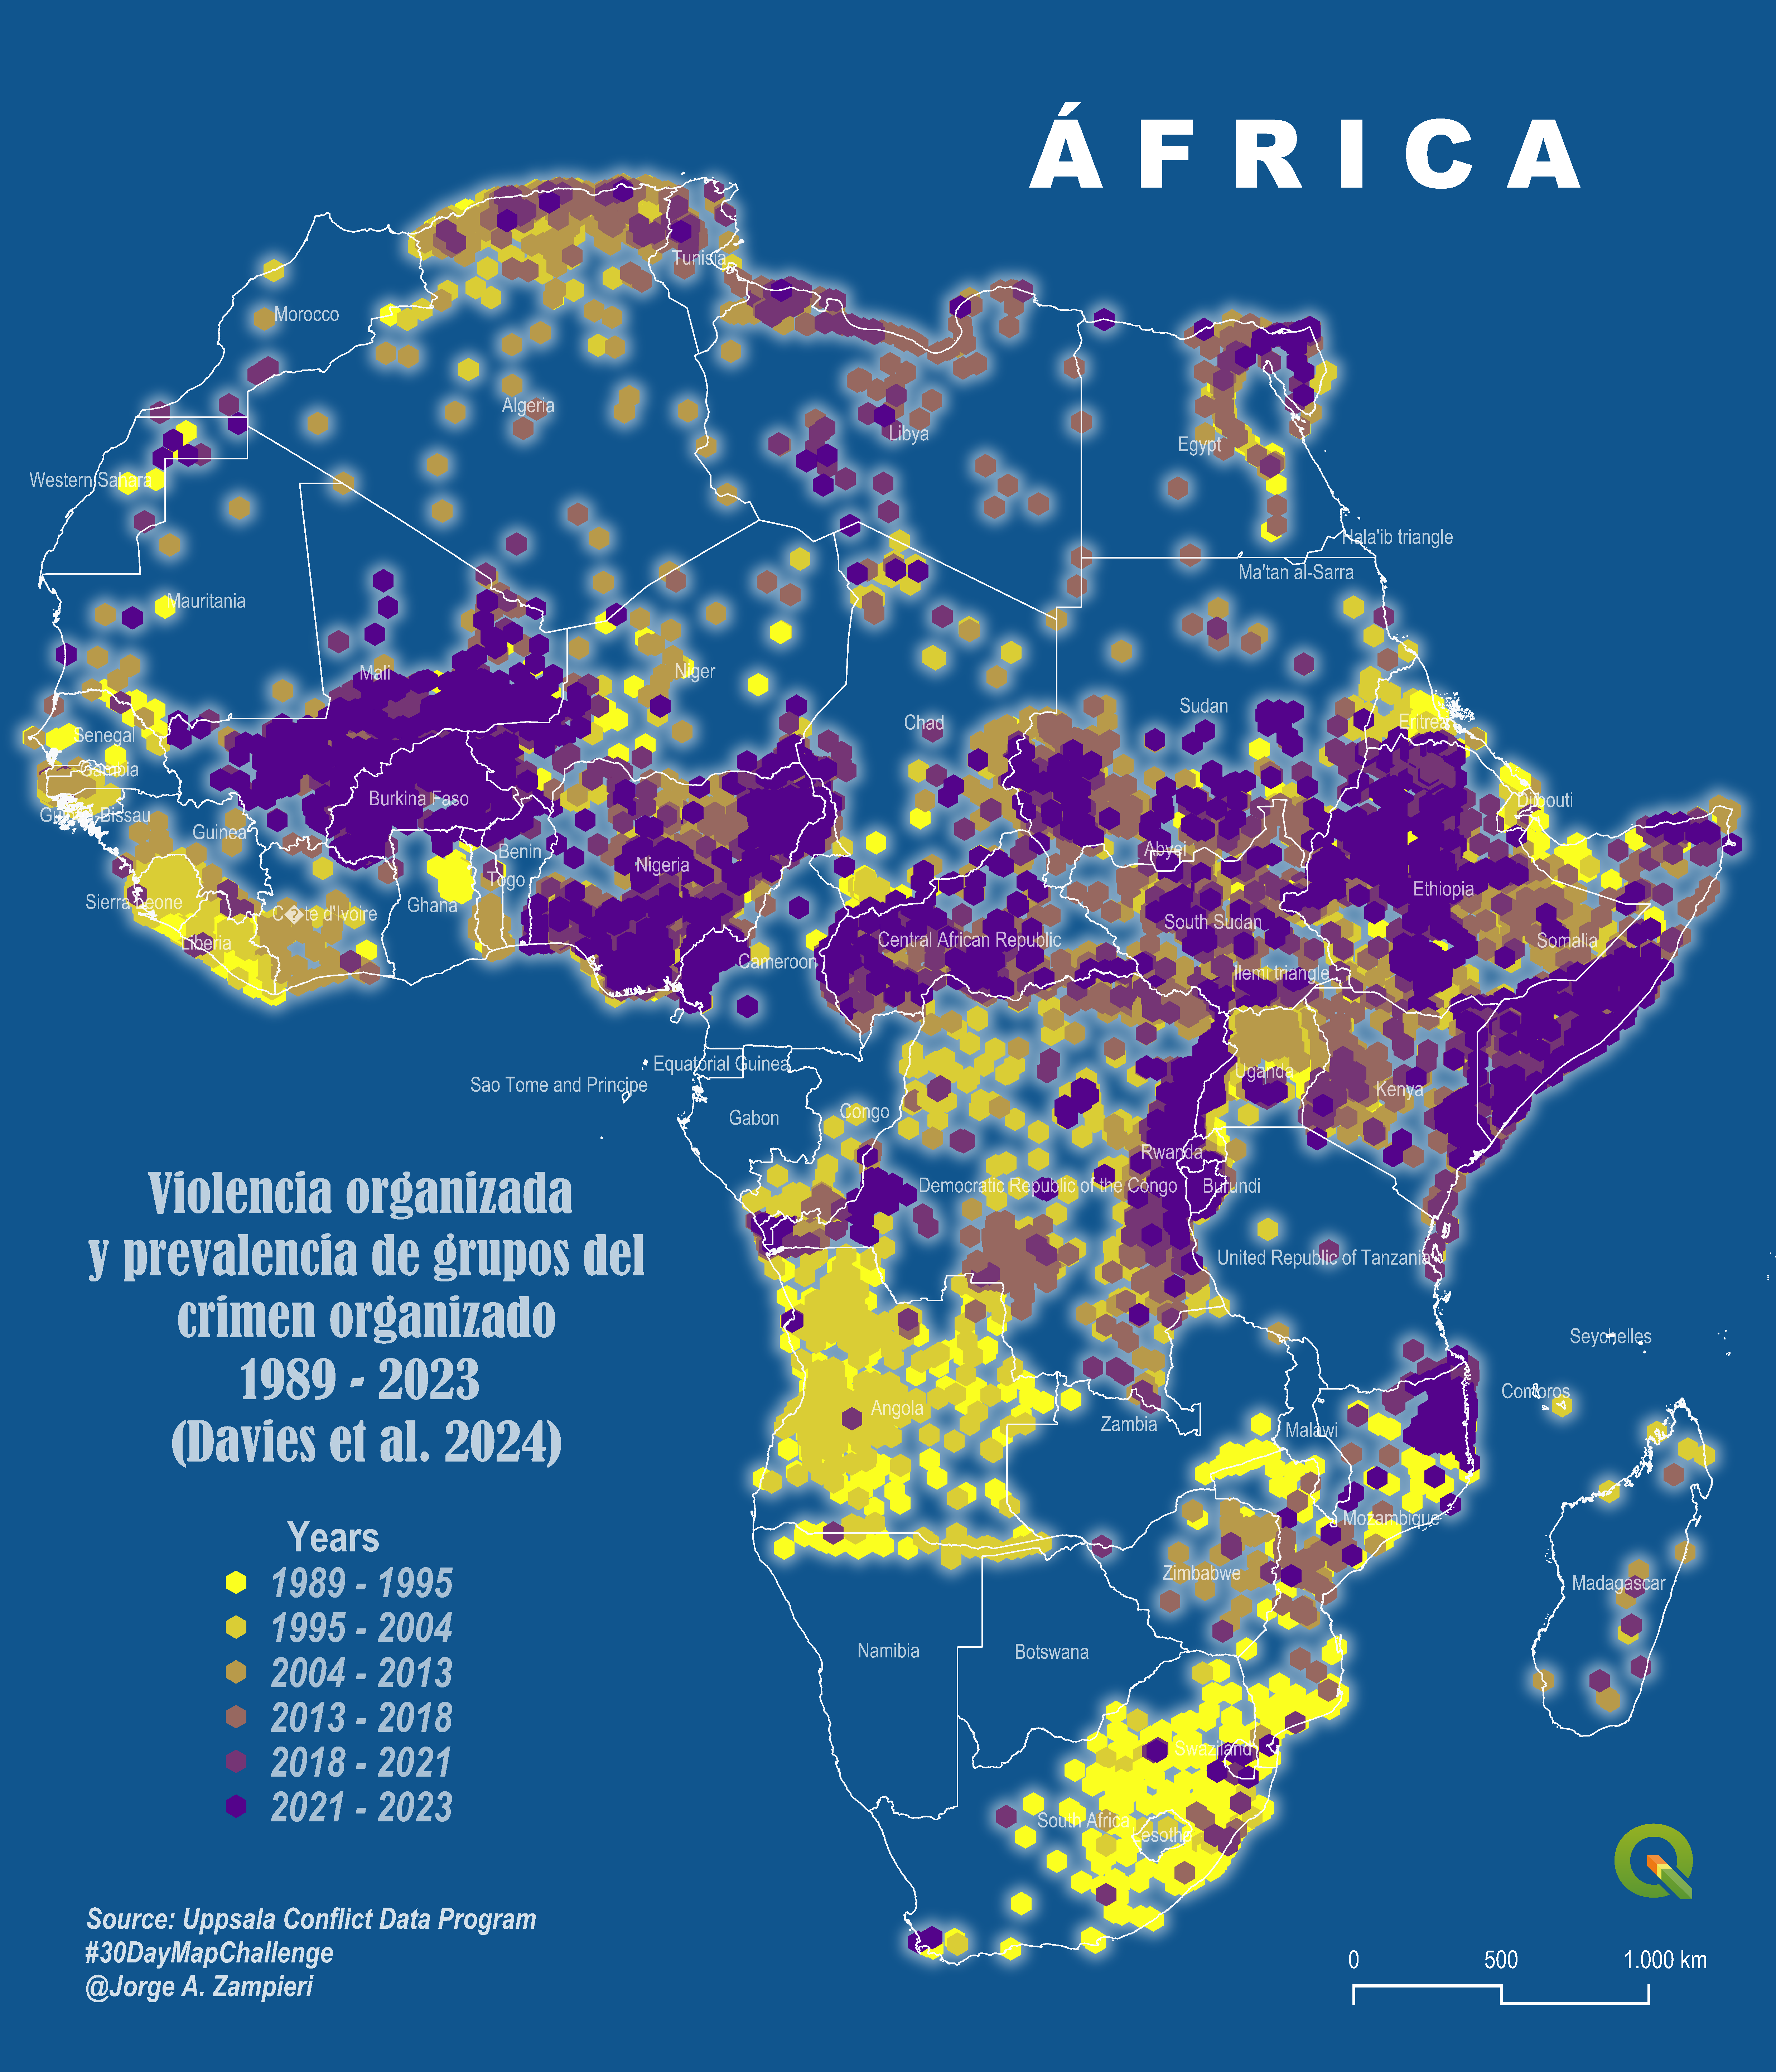 ÁFRICA
Tunisia
Morocco
Algeria
Libya
Egypt
Western Sahara
Hala'ib triangle
Ma'tan al-Sarra
Mauritania
Mali
Niger
Chad
Sudan
Eritrea
Senegal
Gambia
Guinea-Bissau
Guinea
Burkina Faso
Djibouti
Benin
Togo
Nigeria
Abyei
Ethiopia
Sierra Leone
C�te d'Ivoire
Ghana
Liberia
South Sudan
Somalia
Central African Republic
Cameroon
Ilemi triangle
Equatorial Guinea
Sao Tome and Principe
Uganda
Kenya
Gabon
Congo
Rwanda
Democratic Republic of the Congo
Burundi
United Republic of Tanzania
Seychelles
Comoros
Angola
Zambia
Malawi
Mozambique
Zimbabwe
Madagascar
Namibia
Botswana
Swaziland
South Africa
Lesotho
Violencia organizada
y prevalencia de grupos del
crimen organizado
1989 - 2023
(Davies et al. 2024)
Years
1989 - 1995
1995 - 2004
2004 - 2013
2013 - 2018
2018 - 2021
2021 - 2023
Source: Uppsala Conflict Data Program
#30DayMapChallenge
@Jorge A. Zampieri
0 500 1.000 km